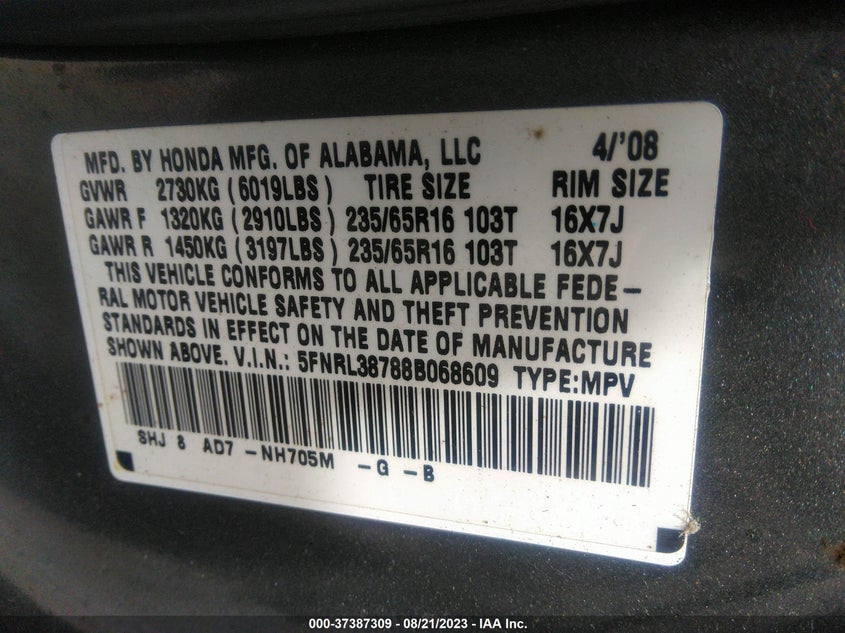 MFD. BY HONDA MFG. OF ALABAMA, LLC 4/'08
GVWR 2730KG (6019LBS) TIRE SIZE RIM SIZE
GAWR F 1320KG (2910LBS) 235/65R16 103T 16X7J
GAWR R 1450KG (3197LBS) 235/65R16 103T 16X7J
THIS VEHICLE CONFORMS TO ALL APPLICABLE FEDE-
RAL MOTOR VEHICLE SAFETY AND THEFT PREVENTION
STANDARDS IN EFFECT ON THE DATE OF MANUFACTURE
SHOWN ABOVE. V.I.N.: 5FNRL38788B068609 TYPE:MPV
SHJ 8 AD7 -NH705M -G -B
000-37387309 - 08/21/2023 - IAA Inc.